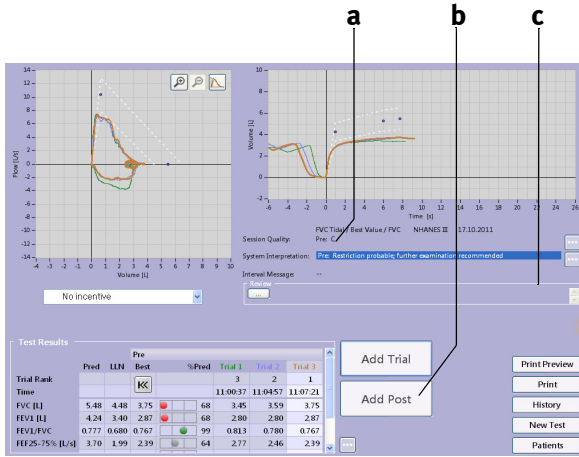 a b c
14
12
10
8
6
4
2
0
-2
-4
-6
-8
-10
-12
-14
Flow [L/s]
-4 -3 -2 -1 0 1 2 3 4 5 6 7 8 9 10
Volume [L]
10
8
6
4
2
0
-2
Volume [L]
-6 -4 -2 0 2 4 6 8 10 12 14 16 18 20 22 24 26
Time [s]
FVC Tidal / Best Value / FVC NHANES III 17.10.2011
Session Quality: Pre: C
System Interpretation: Pre: Restriction probable; further examination recommended
Interval Message: --
Review
...
No incentive
Test Results
Pre
Pred LLN Best %Pred Trial 1 Trial 2 Trial 3
Trial Rank 3 2 1
Time 11:00:37 11:04:57 11:07:21
FVC [L] 5.48 4.48 3.75 68 3.45 3.59 3.75
FEV1 [L] 4.24 3.40 2.87 68 2.80 2.80 2.87
FEV1/FVC 0.777 0.680 0.767 99 0.813 0.780 0.767
FEF25-75% [L/s] 3.70 1.99 2.39 64 2.77 2.46 2.39
Add Trial
Add Post
Print Preview
Print
History
New Test
Patients